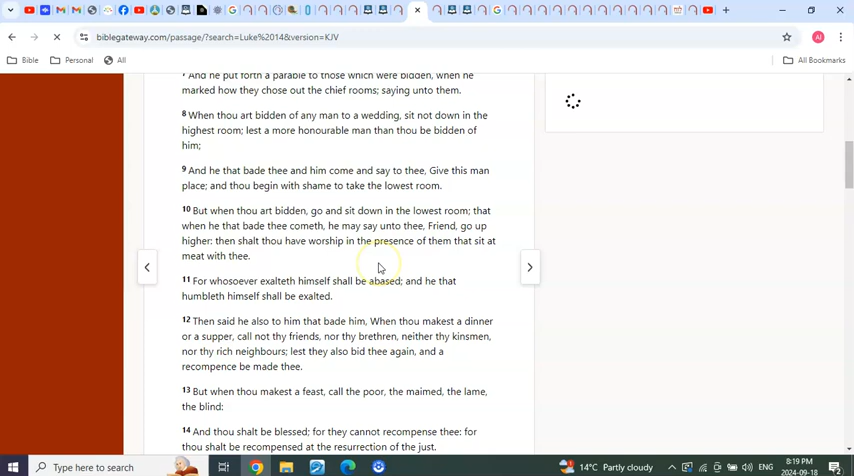 biblegateway.com/passage/?search=Luke%2014&version=KJV
Bible
Personal
All
All Bookmarks
7 And he put forth a parable to those which were bidden, when he
marked how they chose out the chief rooms; saying unto them.
8 When thou art bidden of any man to a wedding, sit not down in the
highest room; lest a more honourable man than thou be bidden of
him;
9 And he that bade thee and him come and say to thee, Give this man
place; and thou begin with shame to take the lowest room.
10 But when thou art bidden, go and sit down in the lowest room; that
when he that bade thee cometh, he may say unto thee, Friend, go up
higher: then shalt thou have worship in the presence of them that sit at
meat with thee.
11 For whosoever exalteth himself shall be abased; and he that
humbleth himself shall be exalted.
12 Then said he also to him that bade him, When thou makest a dinner
or a supper, call not thy friends, nor thy brethren, neither thy kinsmen,
nor thy rich neighbours; lest they also bid thee again, and a
recompence be made thee.
13 But when thou makest a feast, call the poor, the maimed, the lame,
the blind:
14 And thou shalt be blessed; for they cannot recompense thee: for
thou shalt be recompensed at the resurrection of the just.
Type here to search
14°C Partly cloudy
ENG
8:19 PM
2024-09-18